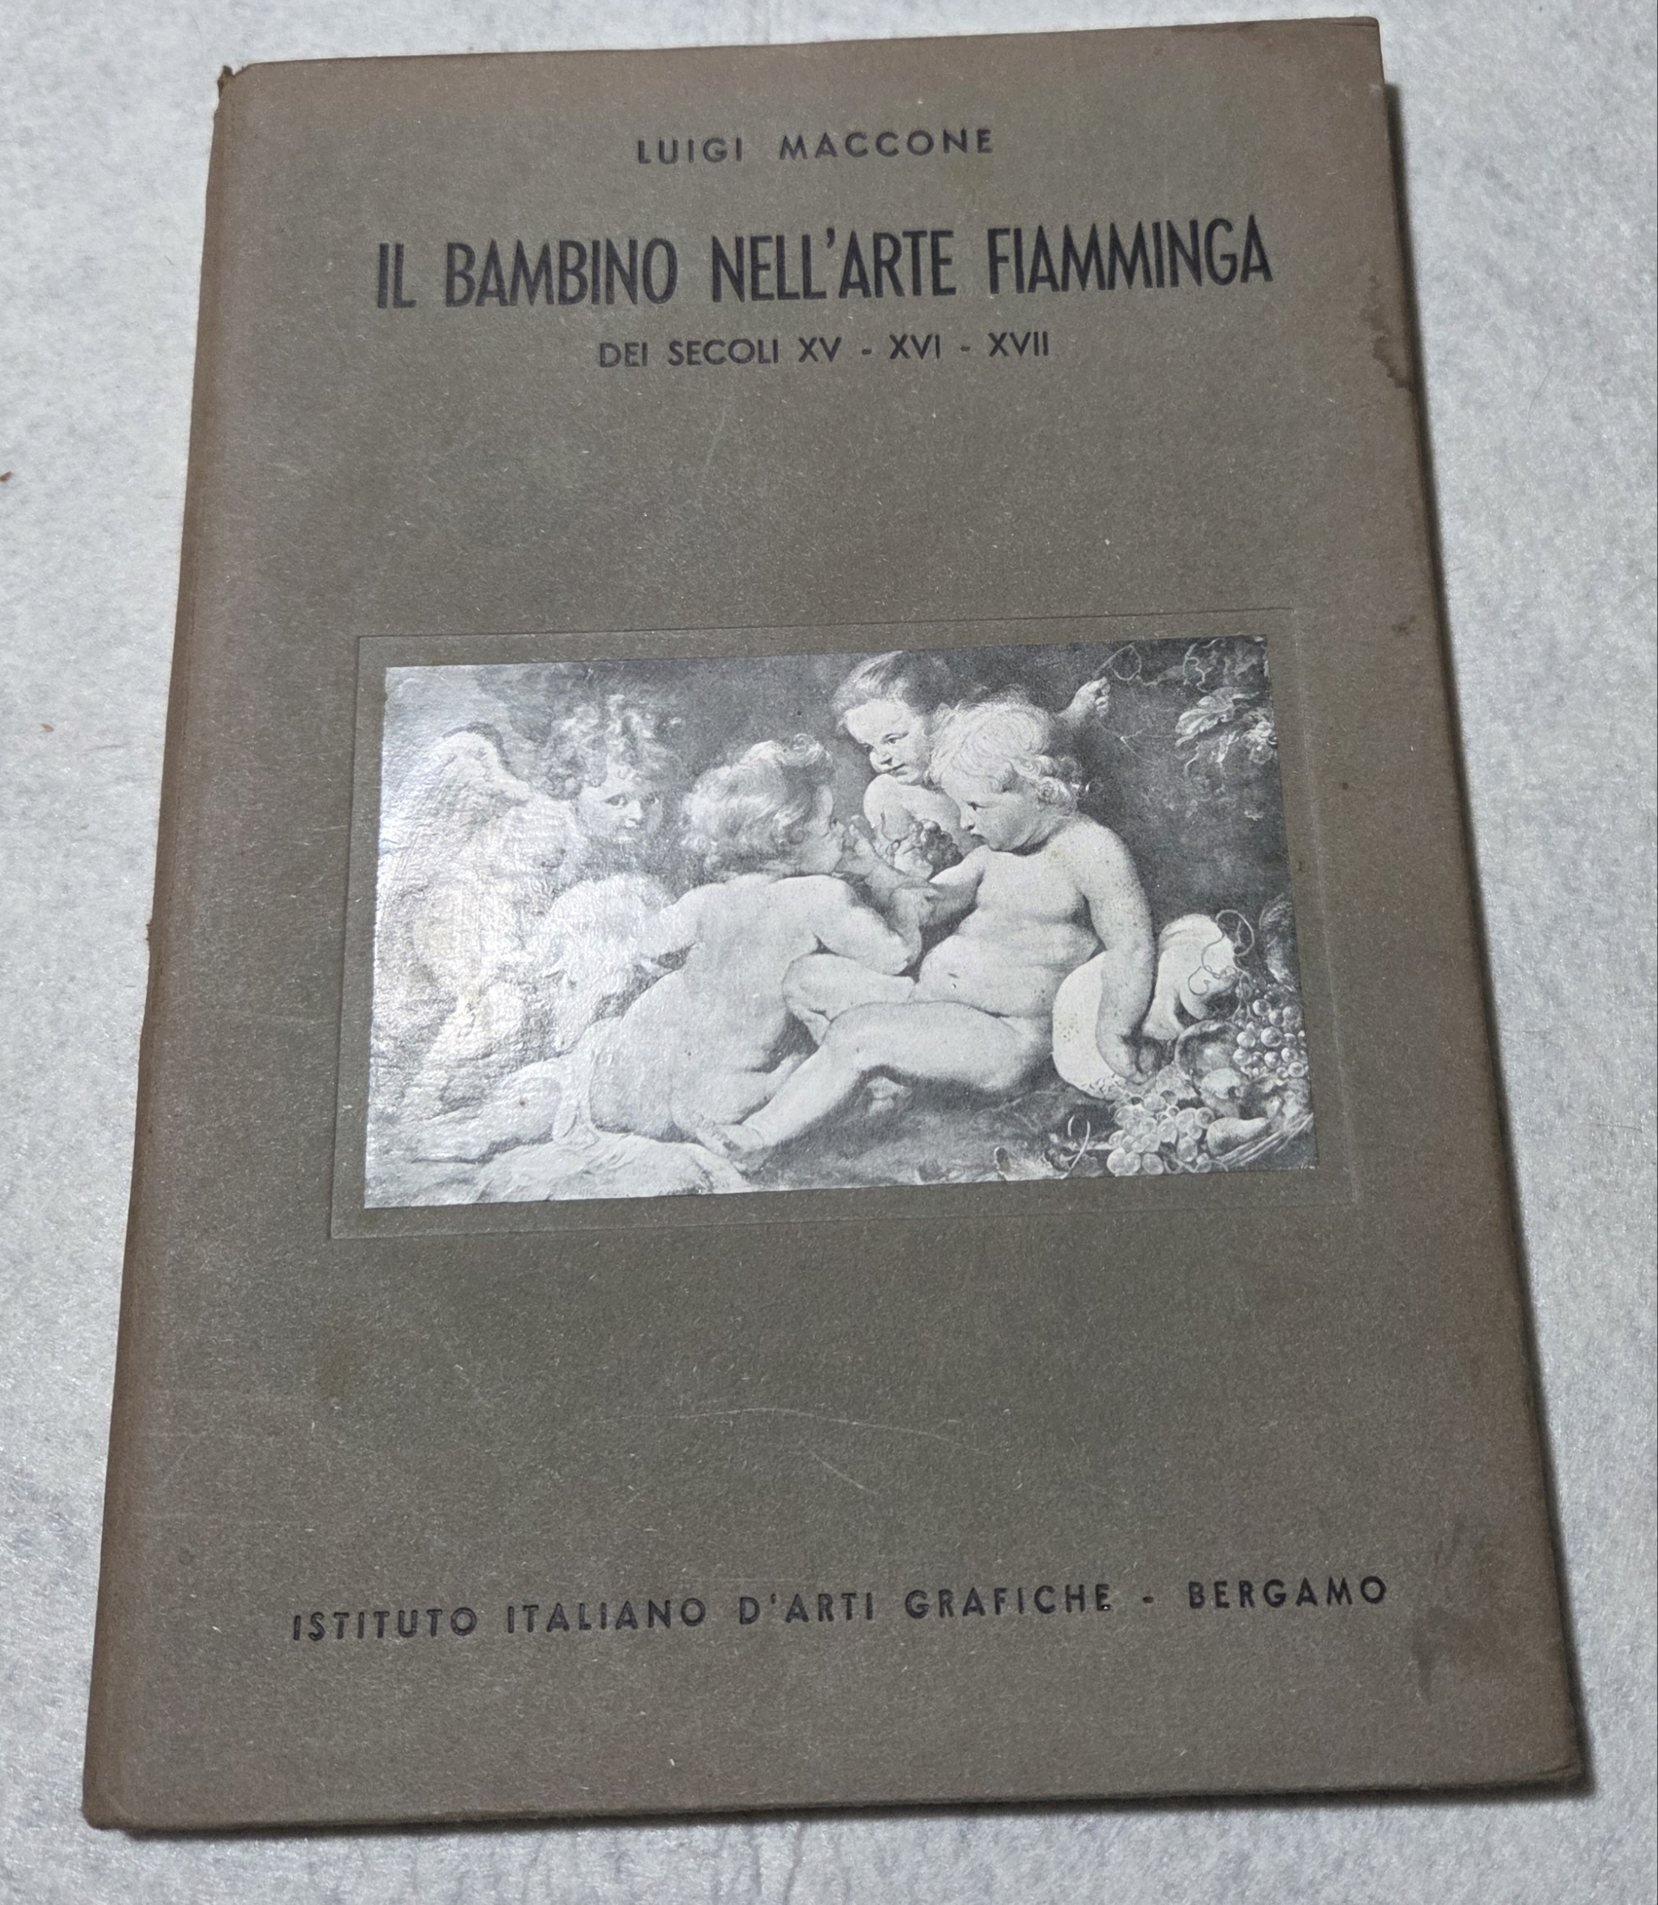 LUIGI MACCONE
IL BAMBINO NELL'ARTE FIAMMINGA
DEI SECOLI XV - XVI - XVII
ISTITUTO ITALIANO D'ARTI GRAFICHE - BERGAMO